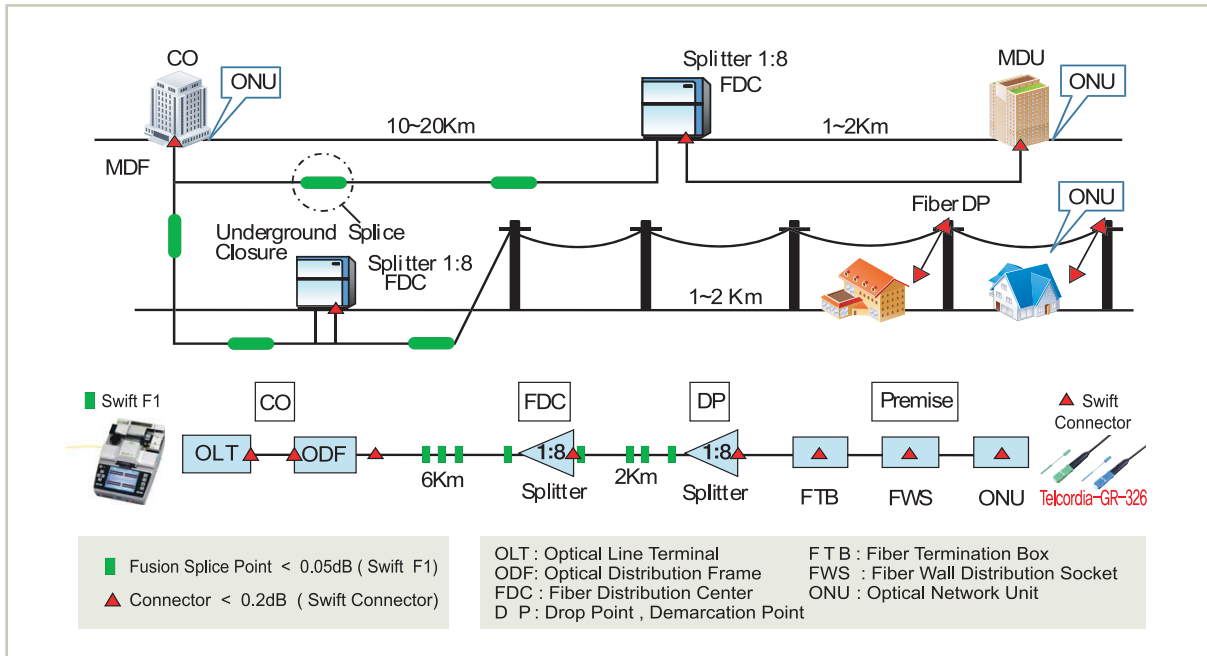 CO
ONU
Splitter 1:8
FDC
MDU
ONU
10~20Km
1~2Km
MDF
Underground Splice
Closure
Splitter 1:8
FDC
Fiber DP
ONU
1~2 Km
Swift F1
CO
FDC
DP
Premise
Swift
Connector
OLT
ODF
6Km
1:8
Splitter
2Km
1:8
Splitter
FTB
FWS
ONU
Telcordia-GR-326
Fusion Splice Point < 0.05dB ( Swift F1)
Connector < 0.2dB ( Swift Connector)
OLT : Optical Line Terminal
ODF: Optical Distribution Frame
FDC : Fiber Distribution Center
D P : Drop Point , Demarcation Point
F T B : Fiber Termination Box
FWS : Fiber Wall Distribution Socket
ONU : Optical Network Unit